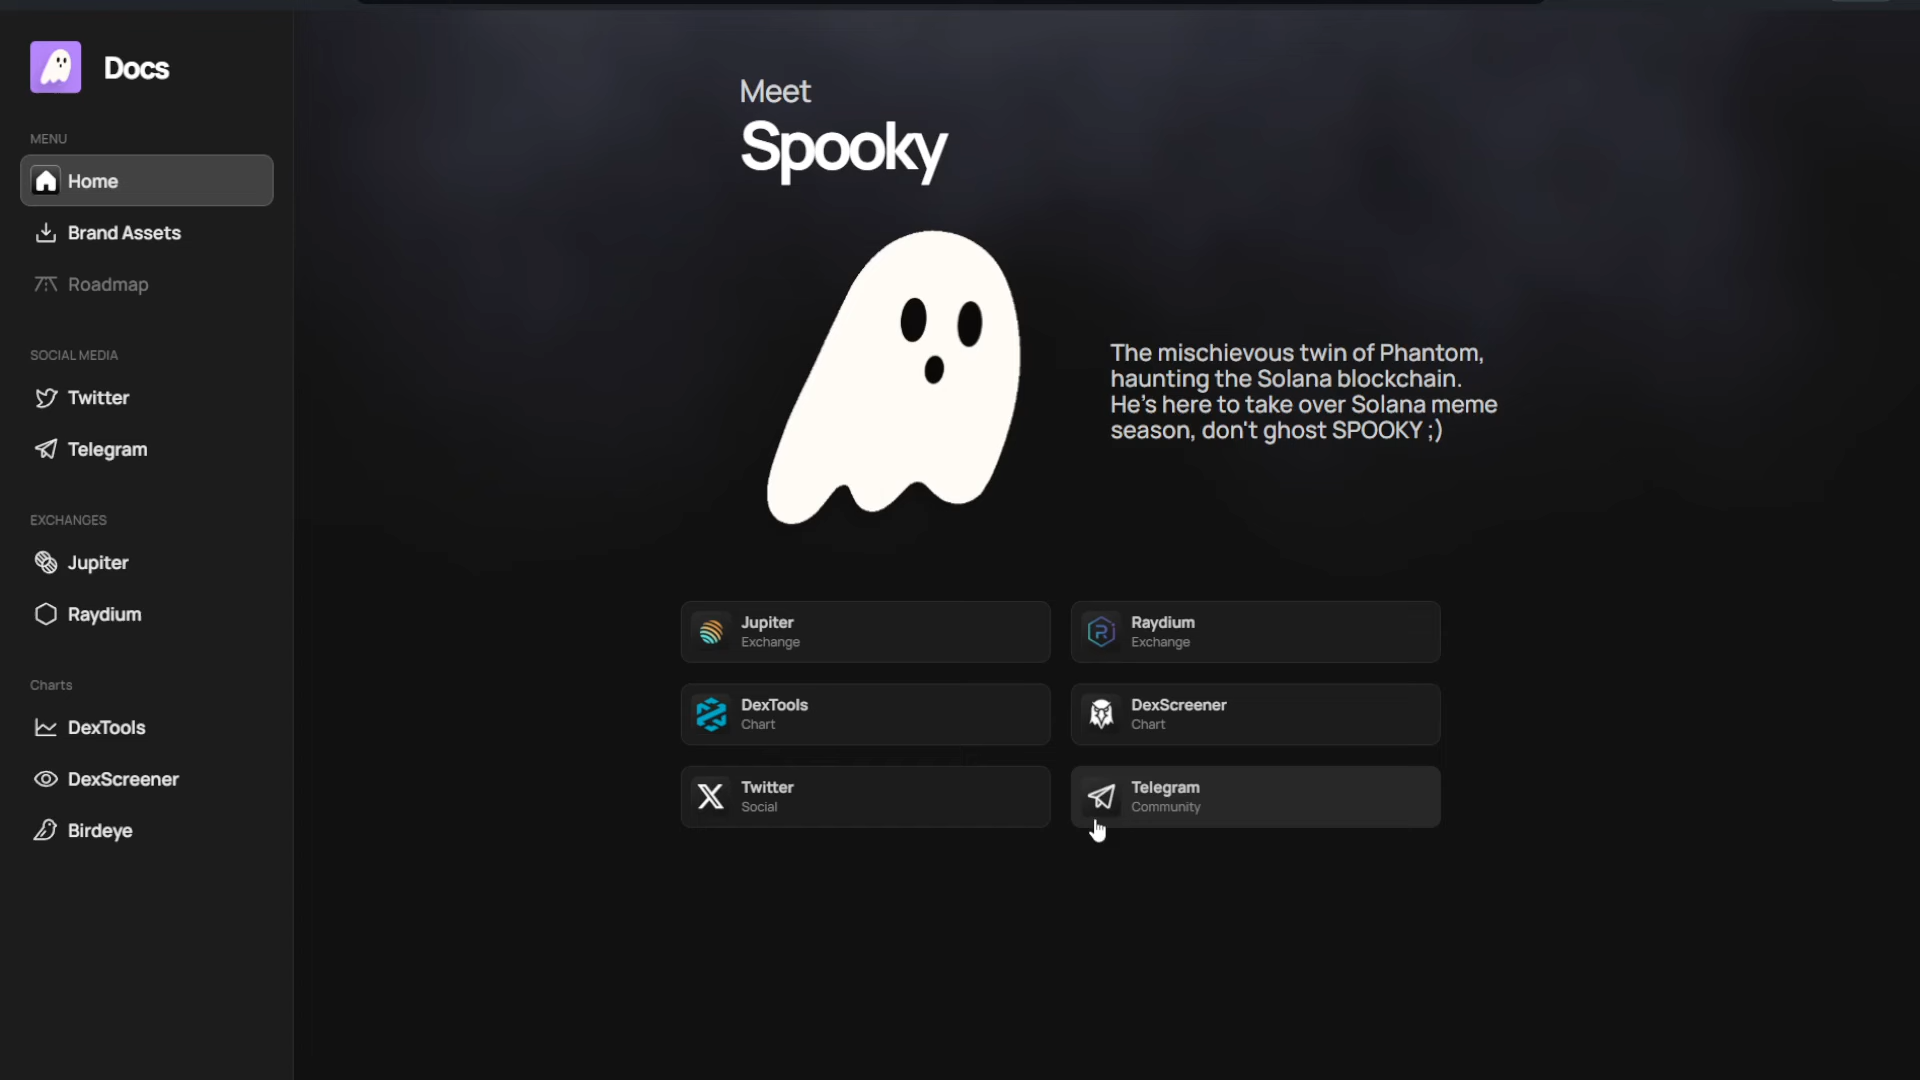 Docs
MENU
Home
Brand Assets
Roadmap
SOCIAL MEDIA
Twitter
Telegram
EXCHANGES
Jupiter
Raydium
Charts
DexTools
DexScreener
Birdeye
Meet
Spooky
The mischievous twin of Phantom,
haunting the Solana blockchain.
He's here to take over Solana meme
season, don't ghost SPOOKY ;)
Jupiter
Exchange
Raydium
Exchange
DexTools
Chart
DexScreener
Chart
Twitter
Social
Telegram
Community